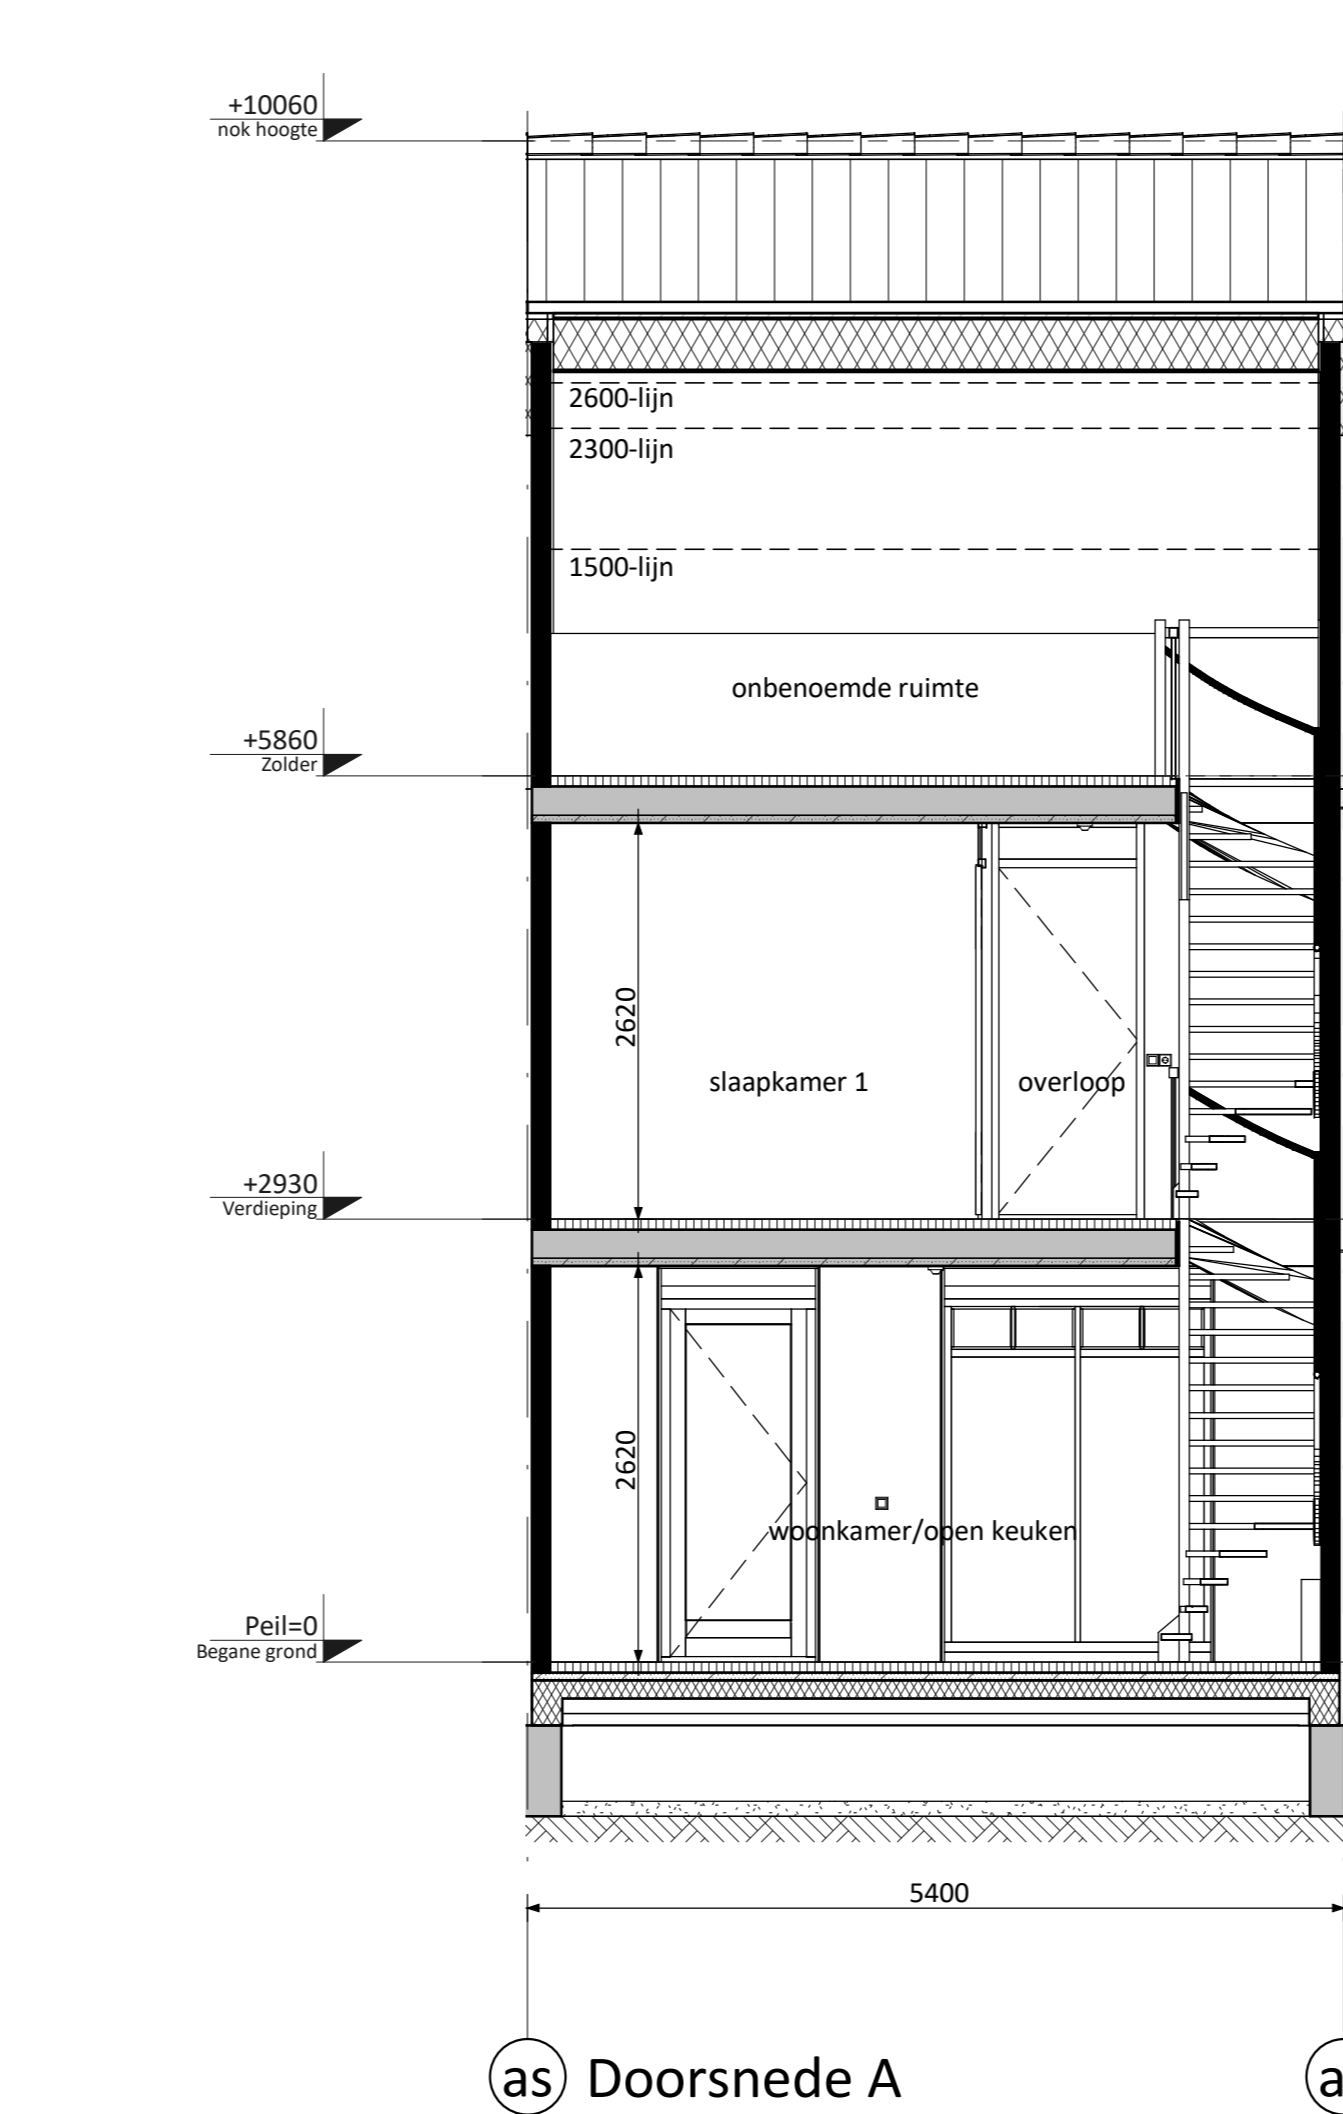 +10060
nok hoogte
2600-lijn
2300-lijn
1500-lijn
onbenoemde ruimte
+5860
Zolder
2620
slaapkamer 1
overloop
+2930
Verdieping
2620
woonkamer/open keuken
Peil=0
Begane grond
5400
as
Doorsnede A
a